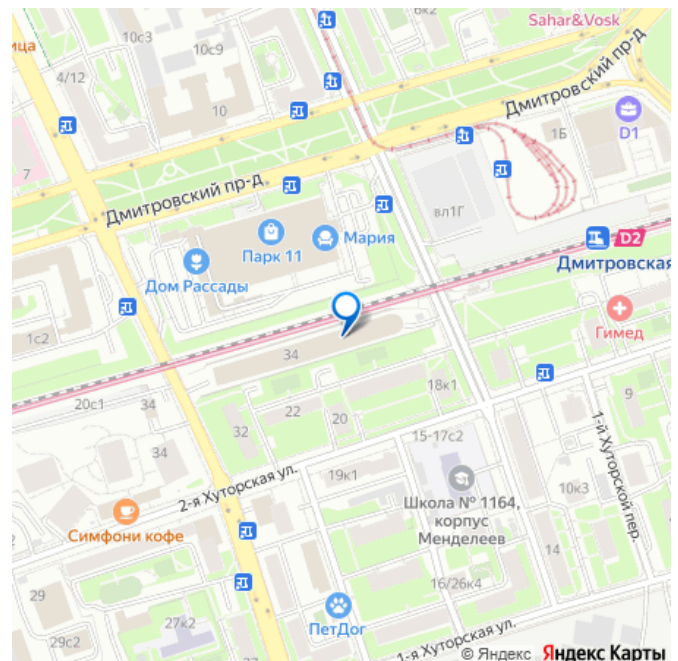 6к2
Sahar&Vosk
10с3
ица
10с9
4/12
Дмитровский пр-д
10
D1
1Б
7
вл1Г
Дмитровский пр-д
Мария
Парк 11
D2
Дмитровская
Дом Рассады
Гимед
1с2
34
18к1
20с1
34
22
20
9
32
15-17с2
1-й Хуторской пер.
34
2-я Хуторская ул.
19к1
10к3
Школа № 1164,
корпус
Менделеев
Симфони кофе
14
16/26к4
29
27к2
ПетДог
1-я Хуторская ул.
29с2
© Яндекс Яндекс Карты